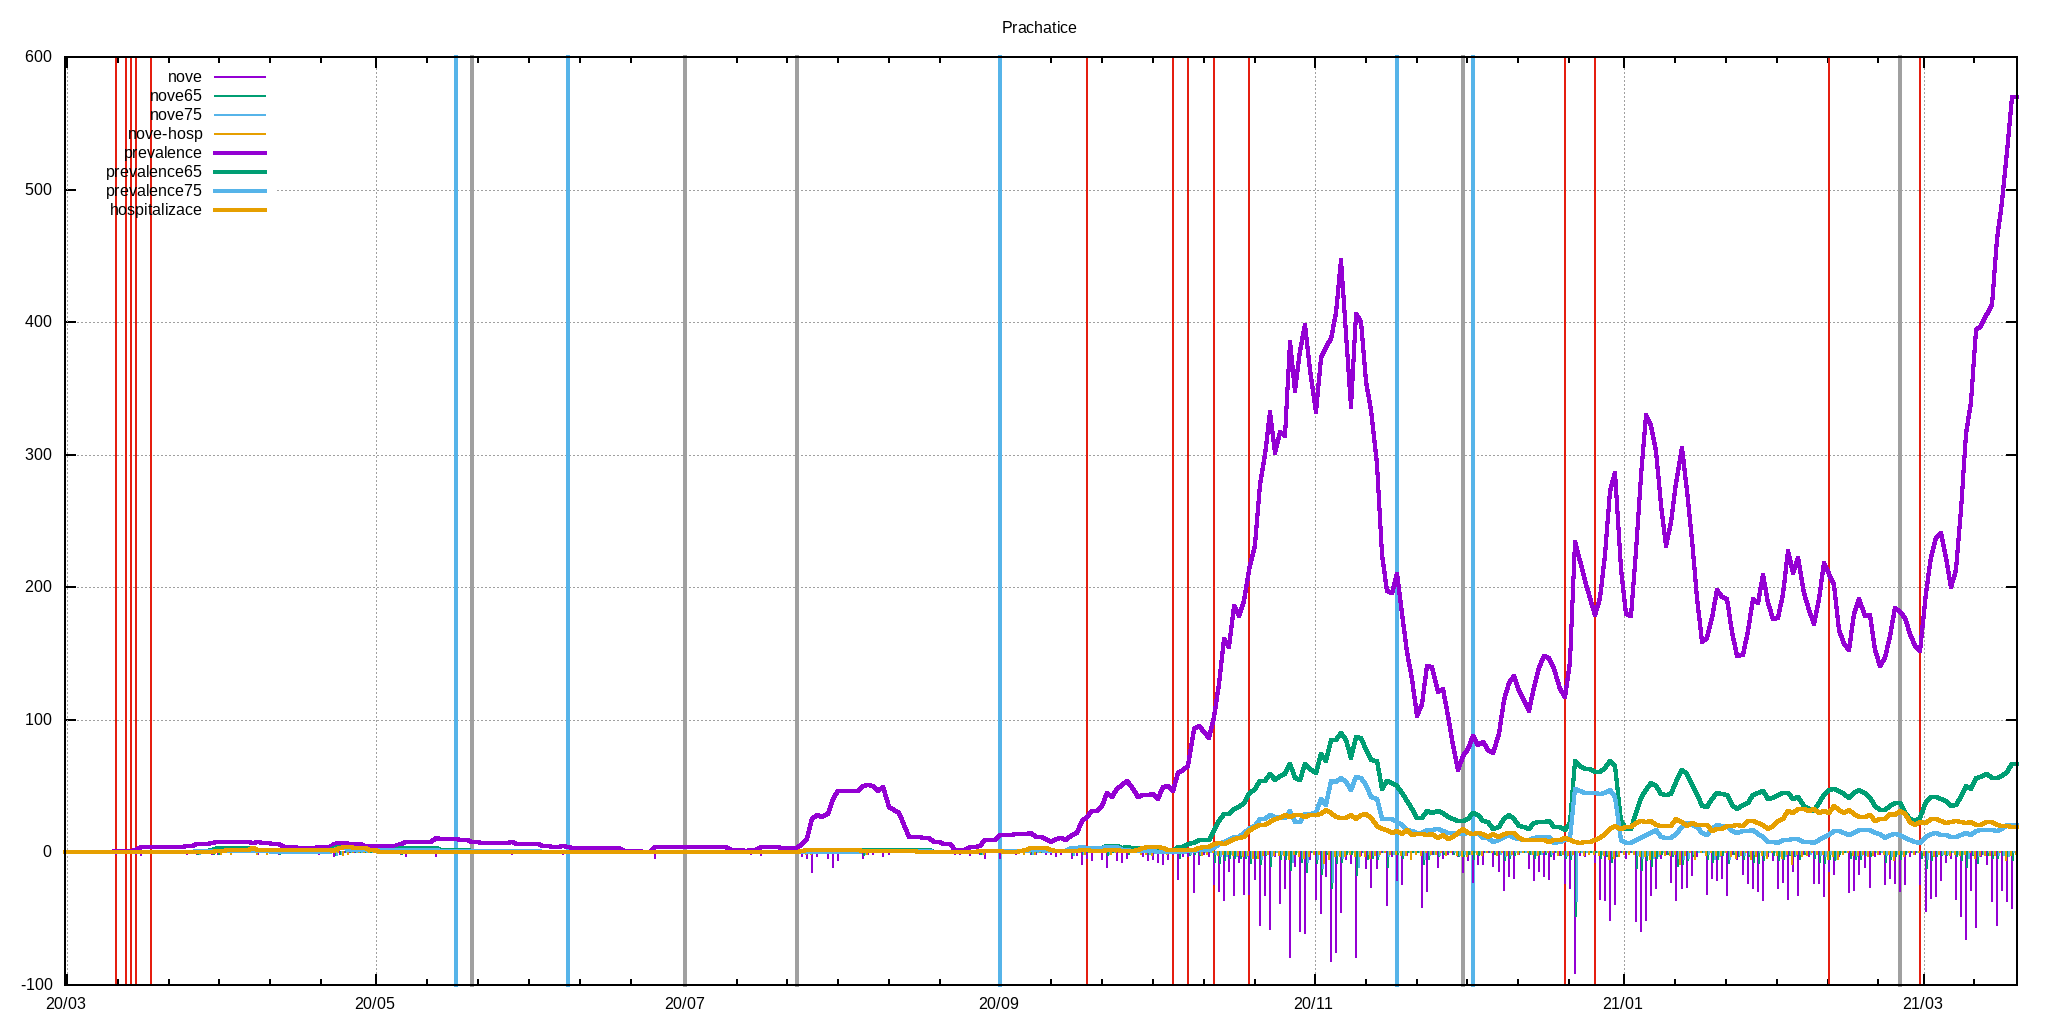 Prachatice
600
500
400
300
200
100
0
-100
nove
nove65
nove75
nove-hosp
prevalence
prevalence65
prevalence75
hospitalizace
20/03 20/05 20/07 20/09 20/11 21/01 21/03